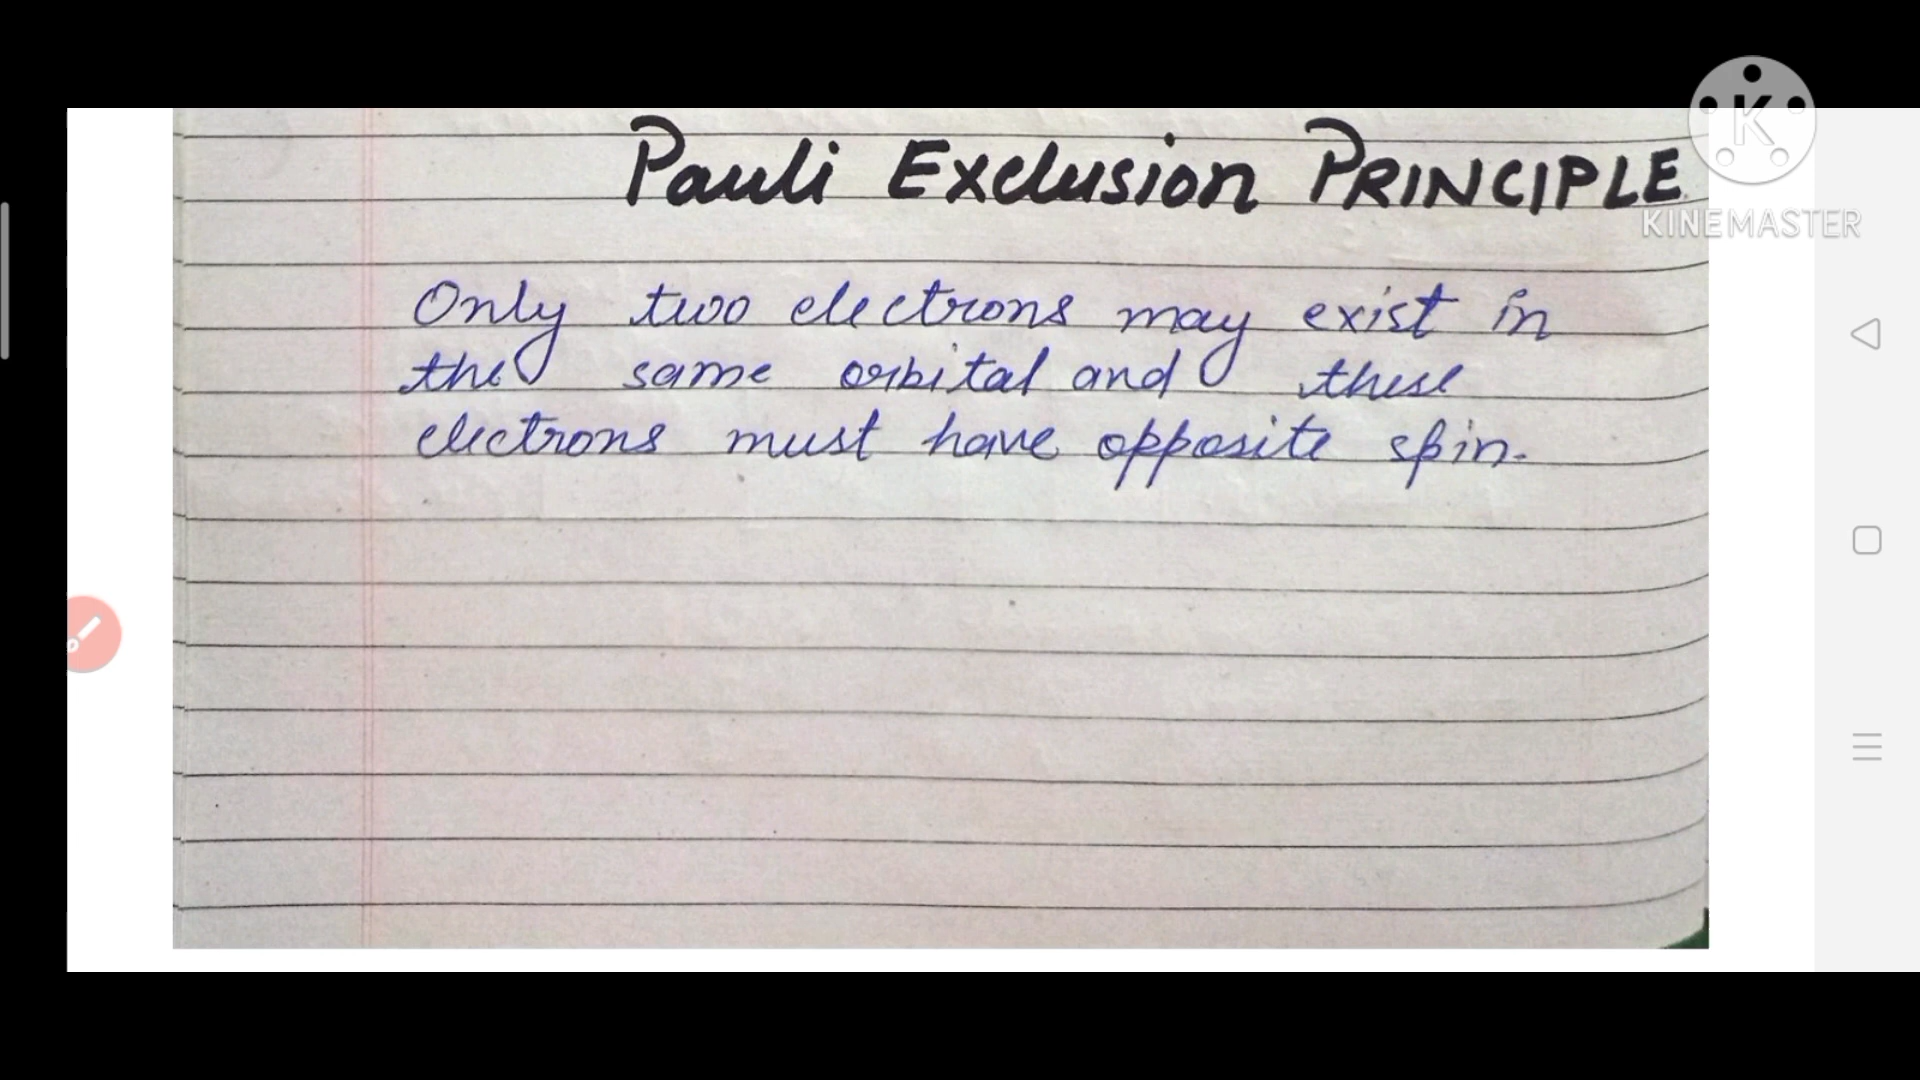 Pauli Exclusion PRINCIPLE
K
KINEMASTER
Only two electrons may exist in
the same orbital and these
electrons must have opposite spin.